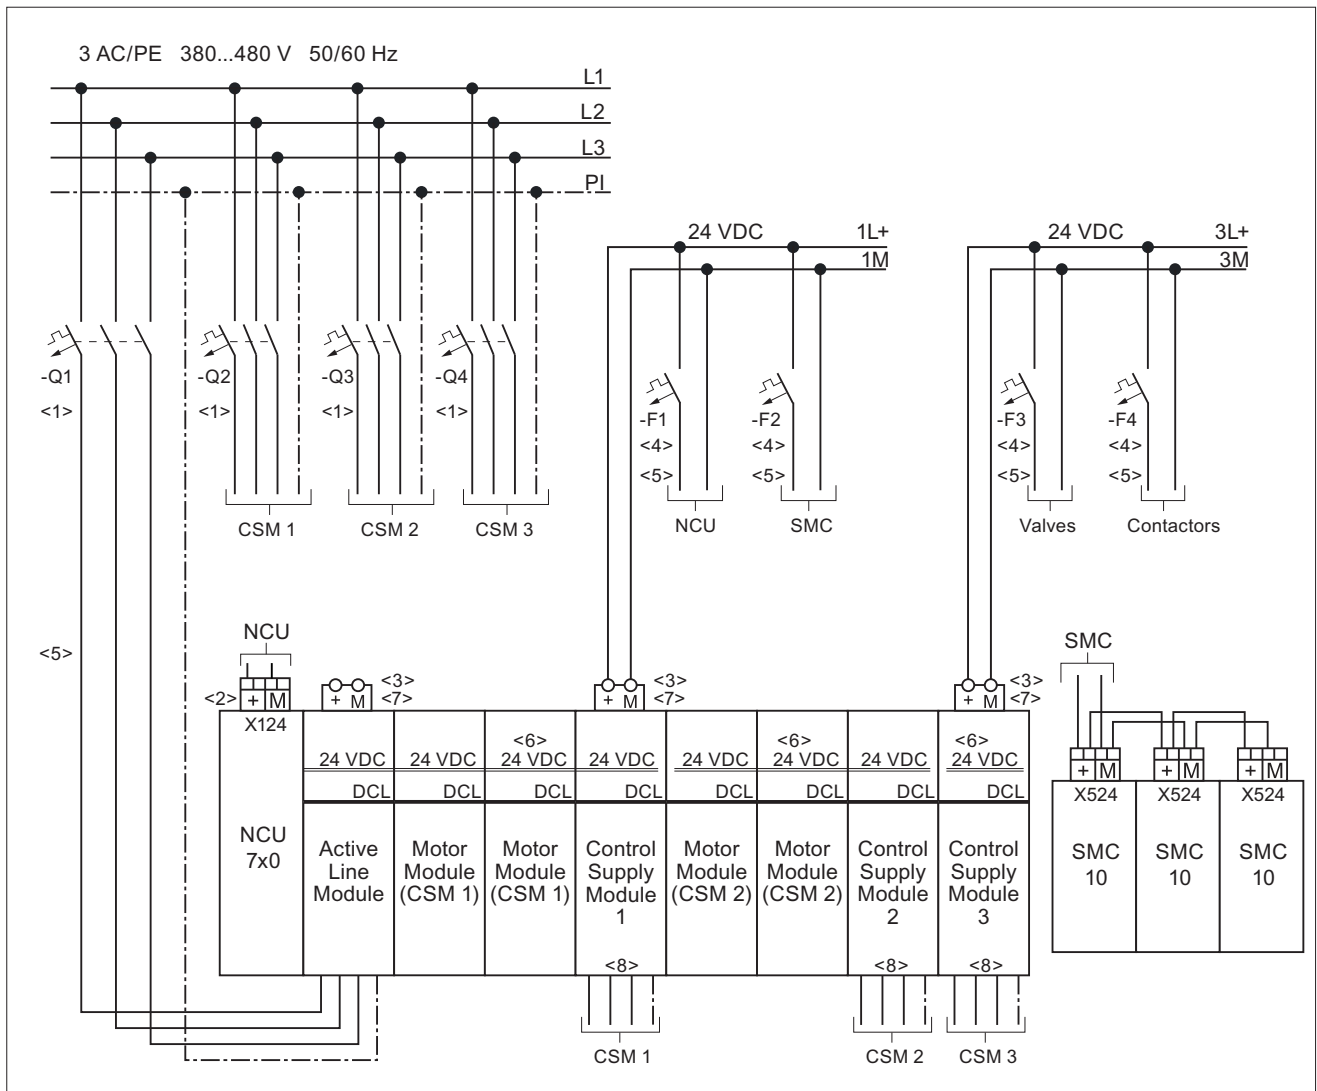 3 AC/PE 380...480 V 50/60 Hz
L1
L2
L3
PI
24 VDC 1L+
1M
24 VDC 3L+
3M
-Q1
-Q2
-Q3
-Q4
<1>
<1>
<1>
<1>
-F1
-F2
-F3
-F4
<4>
<4>
<4>
<4>
<5>
<5>
<5>
<5>
CSM 1
CSM 2
CSM 3
NCU
SMC
Valves
Contactors
<5>
NCU
SMC
<2>
+ M
X124
+ M
<3>
<7>
+ M
<3>
<7>
+ M
<3>
<7>
+ M
+ M
+ M
X524
X524
X524
<6>
<6>
<6>
24 VDC
24 VDC
24 VDC
24 VDC
24 VDC
24 VDC
24 VDC
24 VDC
DCL
DCL
DCL
DCL
DCL
DCL
DCL
DCL
NCU
7x0
Active
Line
Module
Motor
Module
(CSM 1)
Motor
Module
(CSM 1)
Control
Supply
Module
1
Motor
Module
(CSM 2)
Motor
Module
(CSM 2)
Control
Supply
Module
2
Control
Supply
Module
3
SMC
10
SMC
10
SMC
10
<8>
<8>
<8>
CSM 1
CSM 2
CSM 3